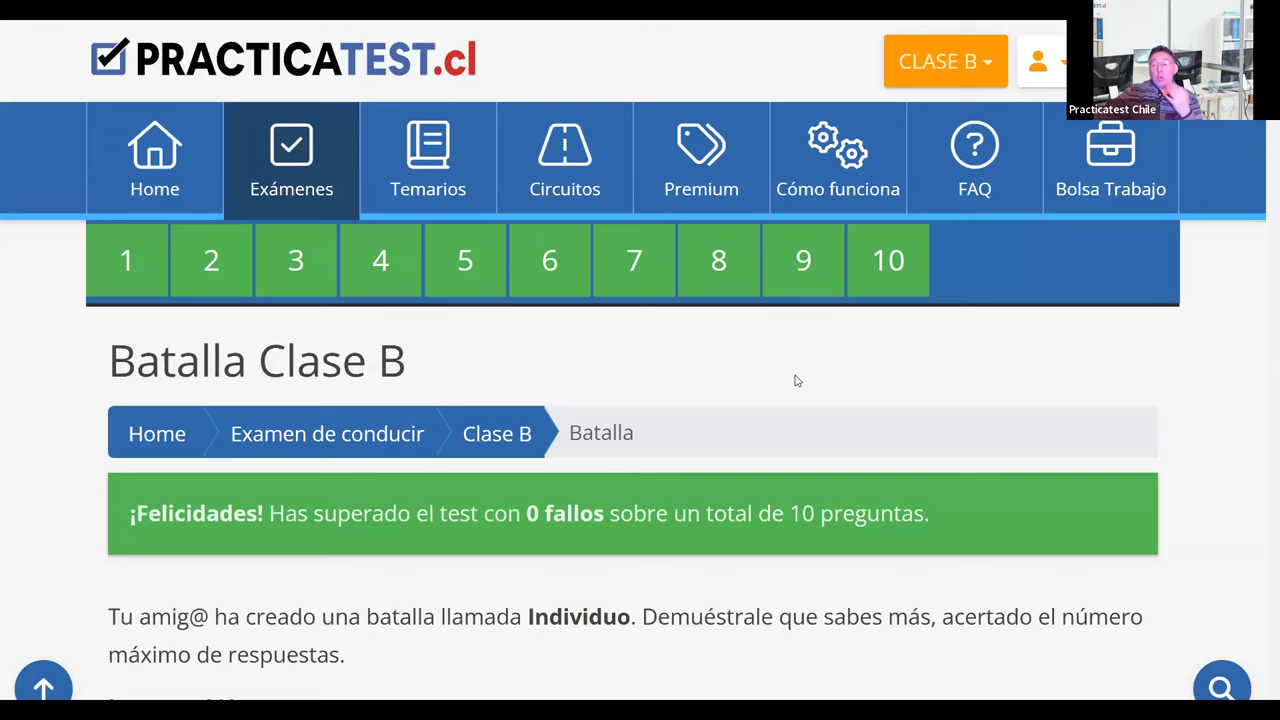 PRACTICATEST.cl
CLASE B
Practicatest Chile
Home
Exámenes
Temarios
Circuitos
Premium
Cómo funciona
FAQ
Bolsa Trabajo
1 2 3 4 5 6 7 8 9 10
Batalla Clase B
Home Examen de conducir Clase B Batalla
¡Felicidades! Has superado el test con 0 fallos sobre un total de 10 preguntas.
Tu amig@ ha creado una batalla llamada Individuo. Demuéstrale que sabes más, acertado el número
máximo de respuestas.